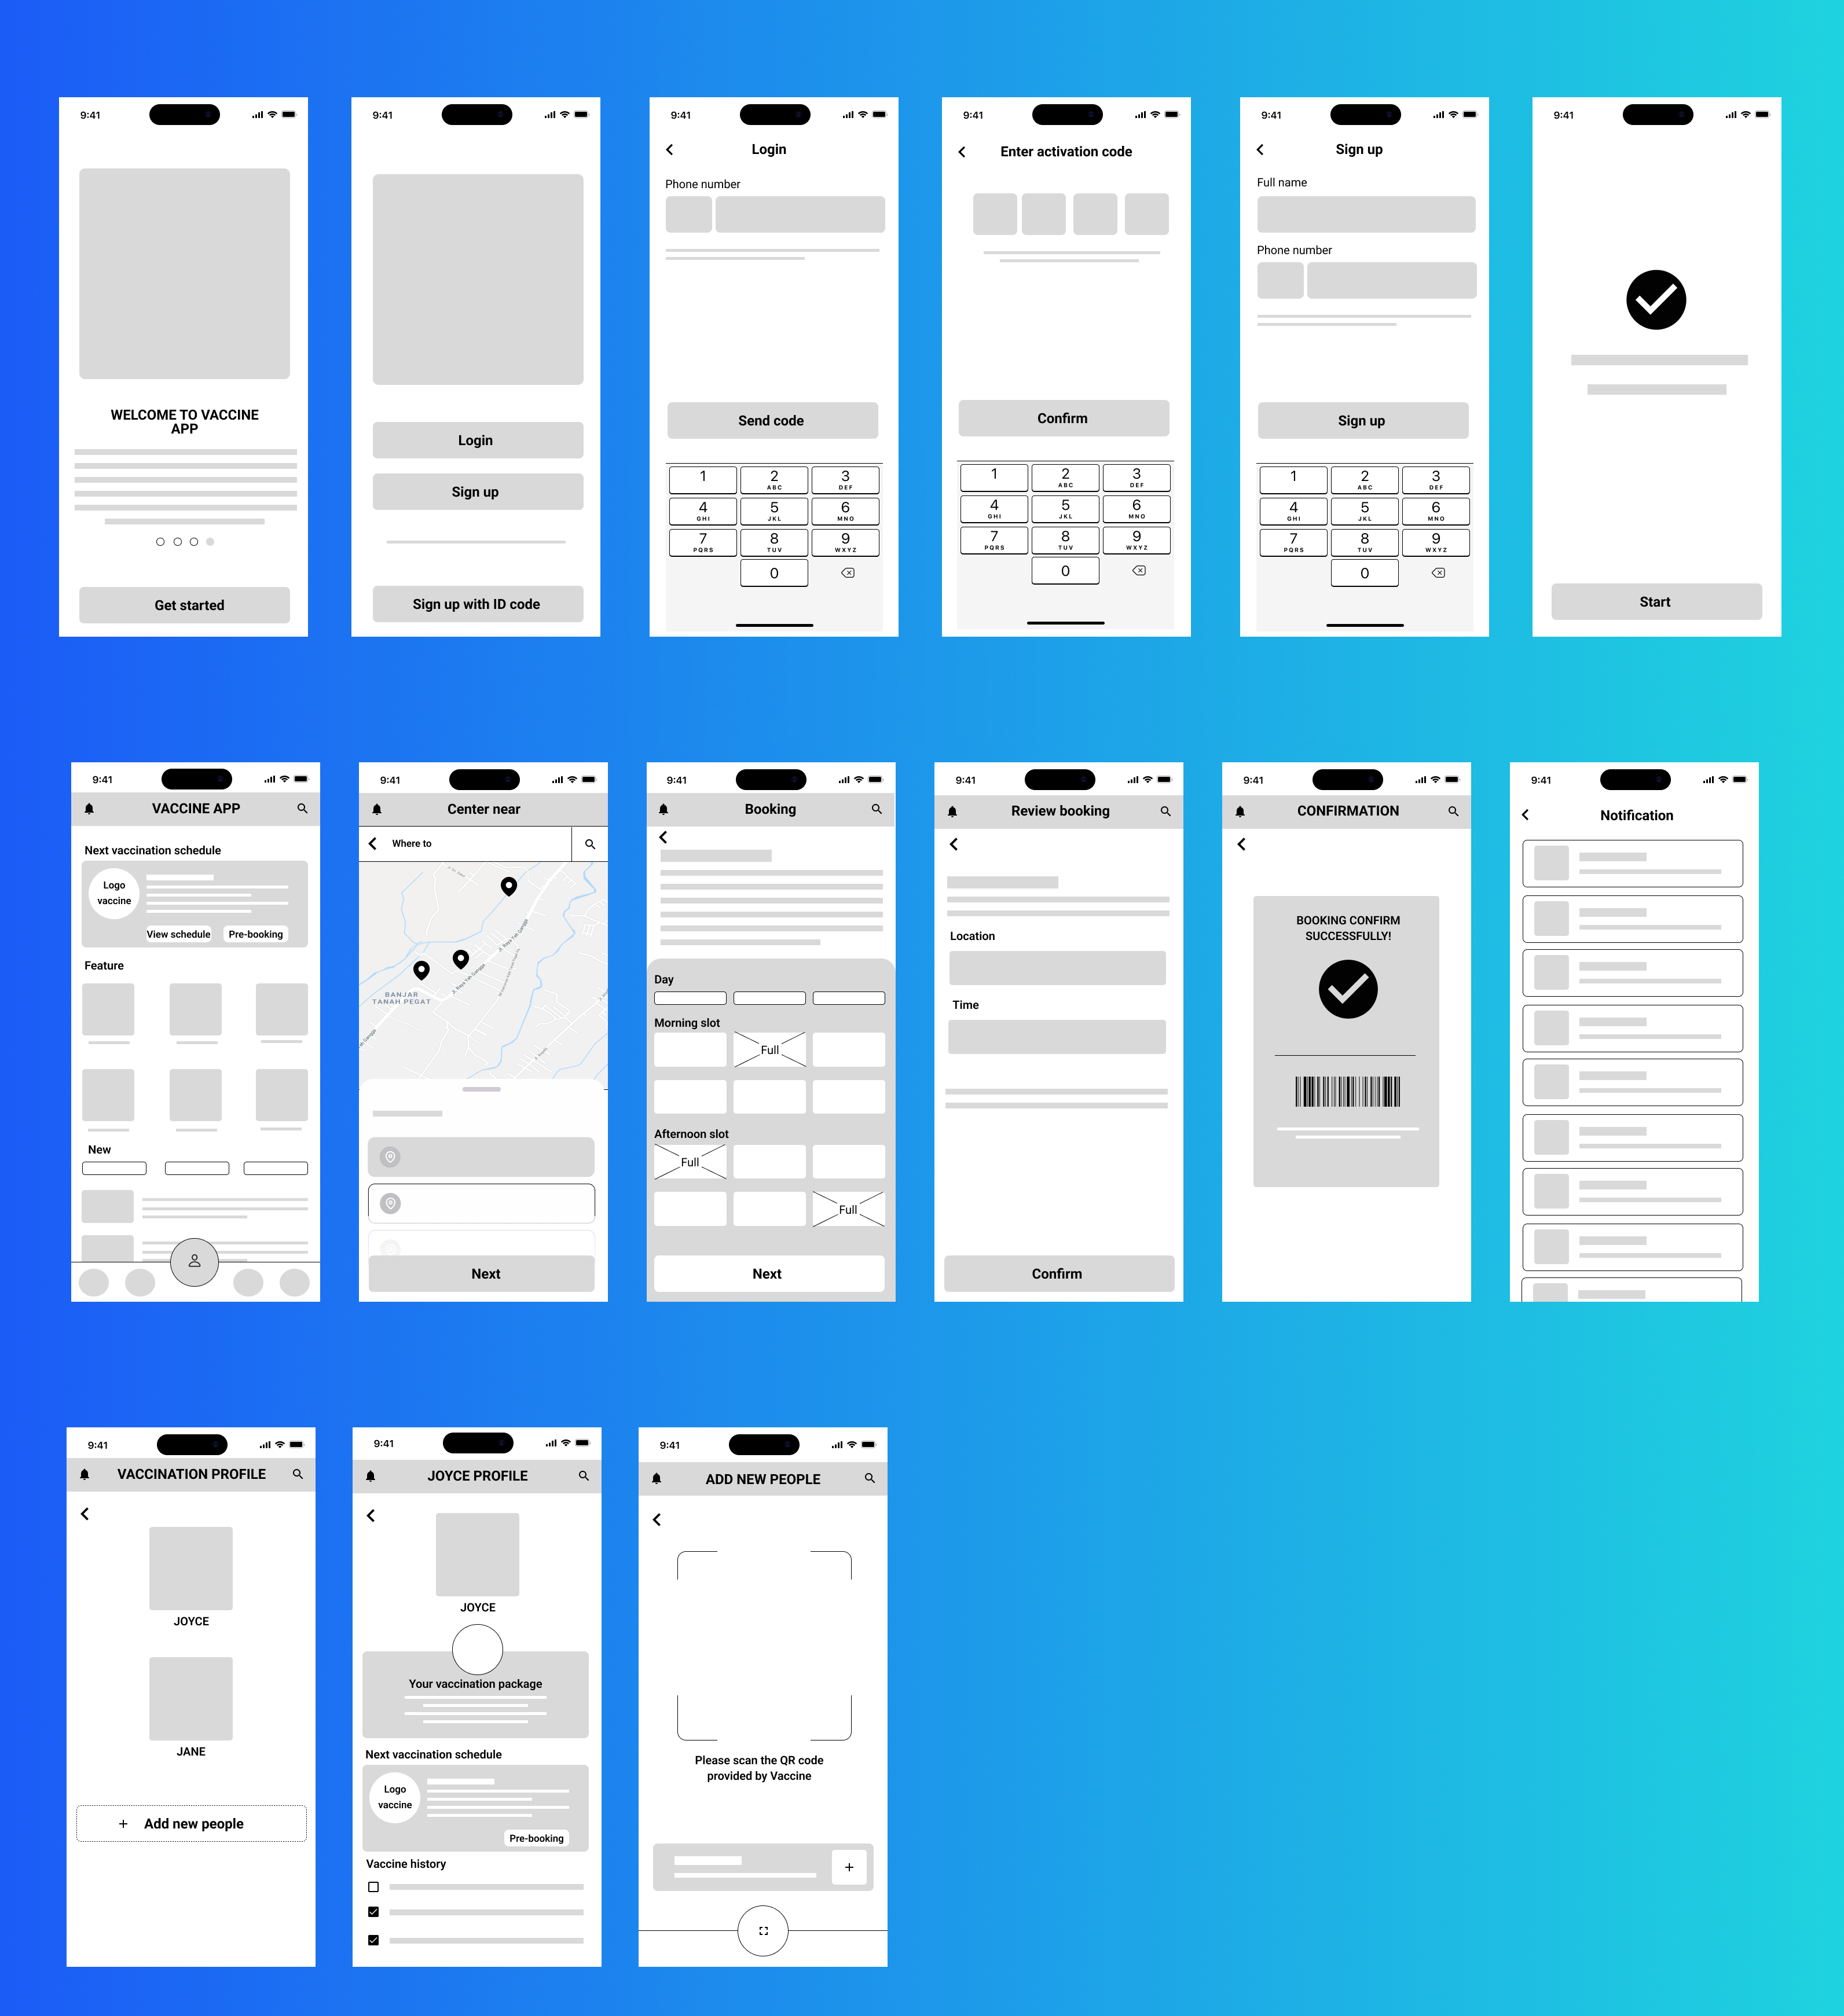 9:41
WELCOME TO VACCINE
APP
Get started
9:41
Login
Sign up
Sign up with ID code
9:41
Login
Phone number
Send code
1
2
ABC
3
DEF
4
GHI
5
JKL
6
MNO
7
PQRS
8
TUV
9
WXYZ
0
9:41
Enter activation code
Confirm
1
2
ABC
3
DEF
4
GHI
5
JKL
6
MNO
7
PQRS
8
TUV
9
WXYZ
0
9:41
Sign up
Full name
Phone number
Sign up
1
2
ABC
3
DEF
4
GHI
5
JKL
6
MNO
7
PQRS
8
TUV
9
WXYZ
0
9:41
Start
9:41
VACCINE APP
Next vaccination schedule
Logo
vaccine
View schedule
Pre-booking
Feature
New
9:41
Center near
Where to
Jl. Raya Yeh Gangga
Jl. Raya Yeh Gangga
BANJAR
TANAH PEGAT
Next
9:41
Booking
Day
Morning slot
Full
Afternoon slot
Full
Full
Next
9:41
Review booking
Location
Time
Confirm
9:41
CONFIRMATION
BOOKING CONFIRM
SUCCESSFULLY!
9:41
Notification
9:41
VACCINATION PROFILE
JOYCE
JANE
+ Add new people
9:41
JOYCE PROFILE
JOYCE
Your vaccination package
Next vaccination schedule
Logo
vaccine
Pre-booking
Vaccine history
9:41
ADD NEW PEOPLE
Please scan the QR code
provided by Vaccine
+